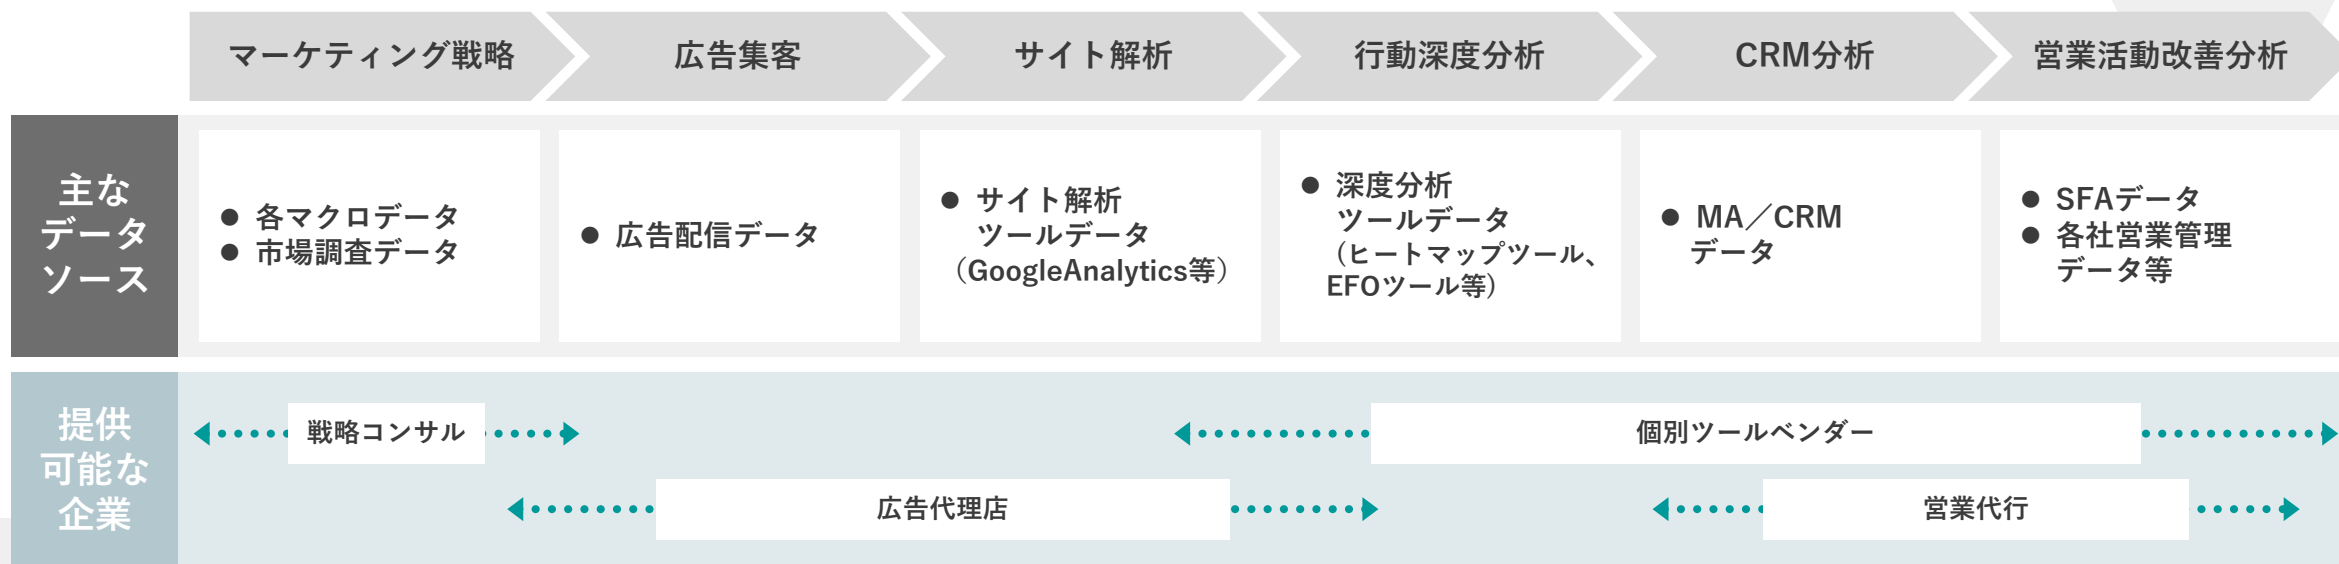 マーケティング戦略
広告集客
サイト解析
行動深度分析
CRM分析
営業活動改善分析
主な
データ
ソース
● 各マクロデータ
● 市場調査データ
● 広告配信データ
● サイト解析
ツールデータ
（GoogleAnalytics等）
● 深度分析
ツールデータ
（ヒートマップツール、
EFOツール等）
● MA／CRM
データ
● SFAデータ
● 各社営業管理
データ等
提供
可能な
企業
戦略コンサル
個別ツールベンダー
広告代理店
営業代行